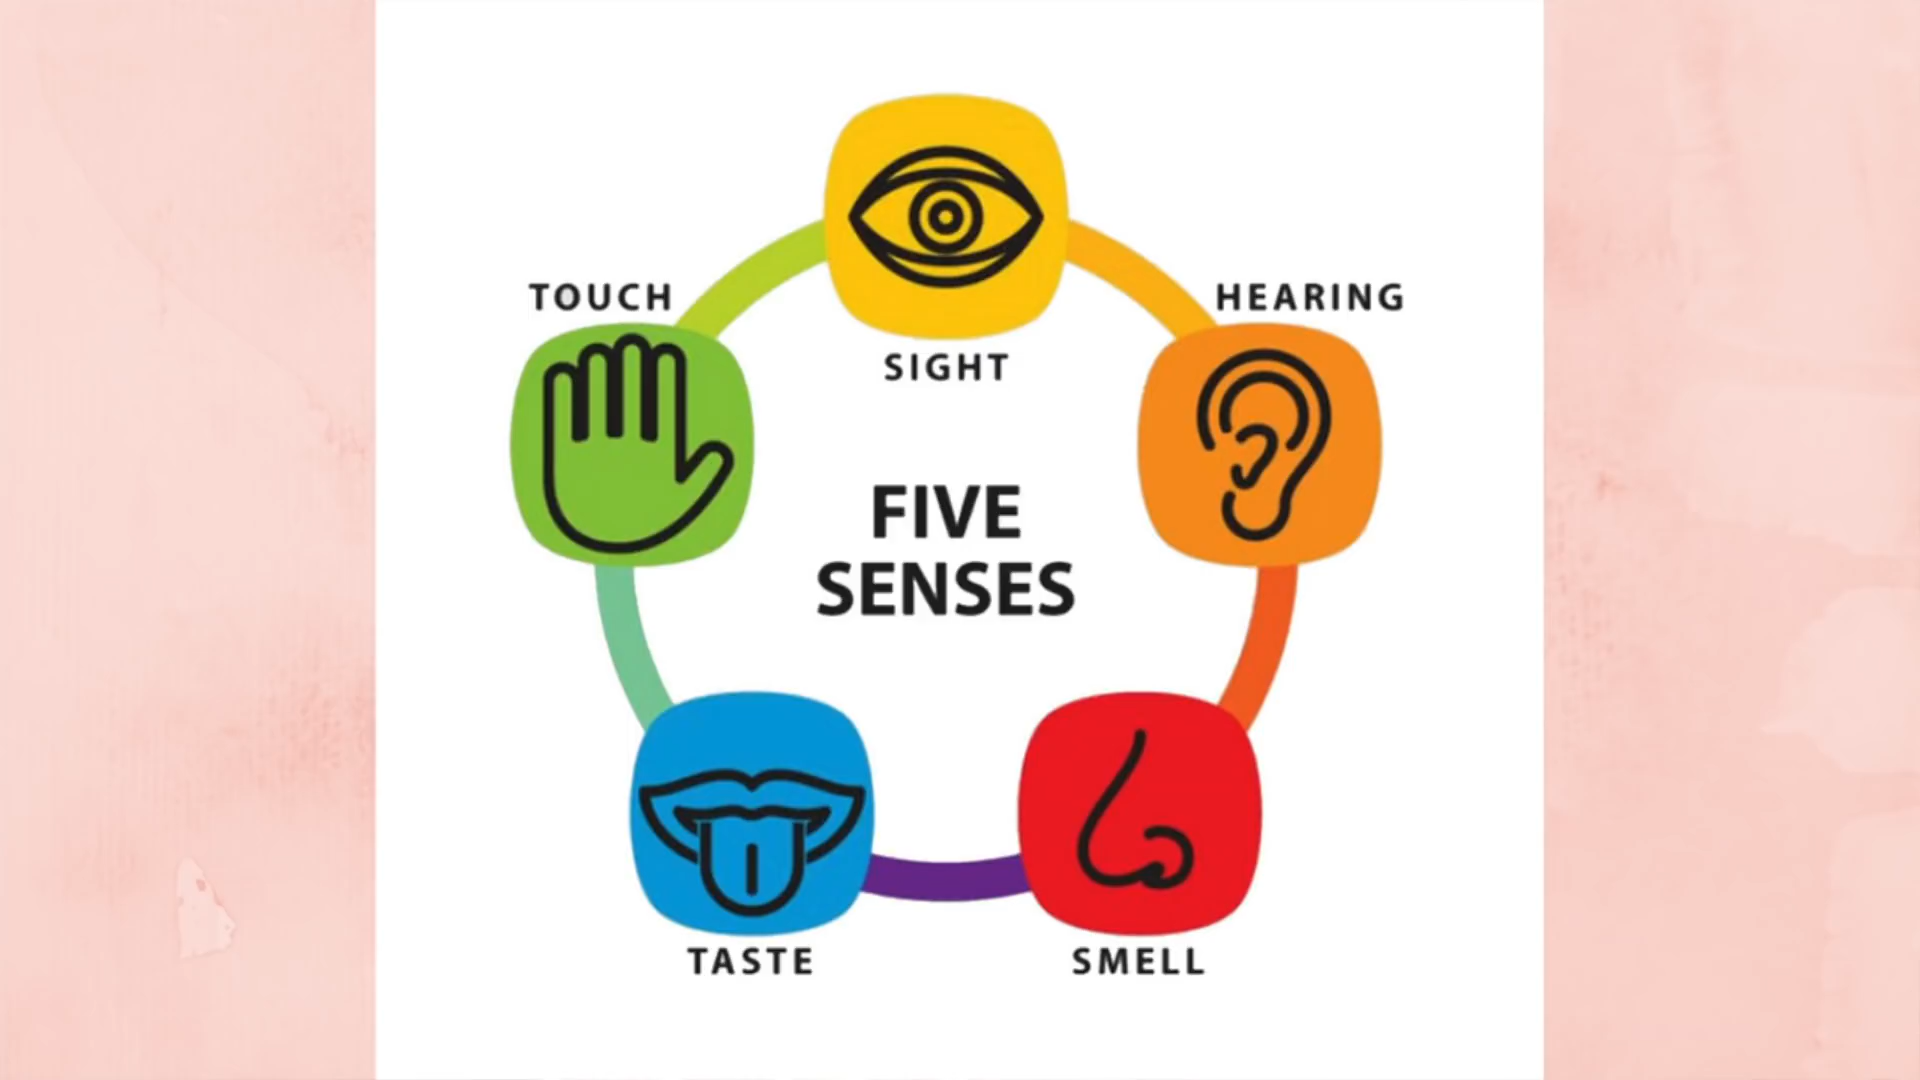 TOUCH
HEARING
SIGHT
FIVE
SENSES
TASTE
SMELL